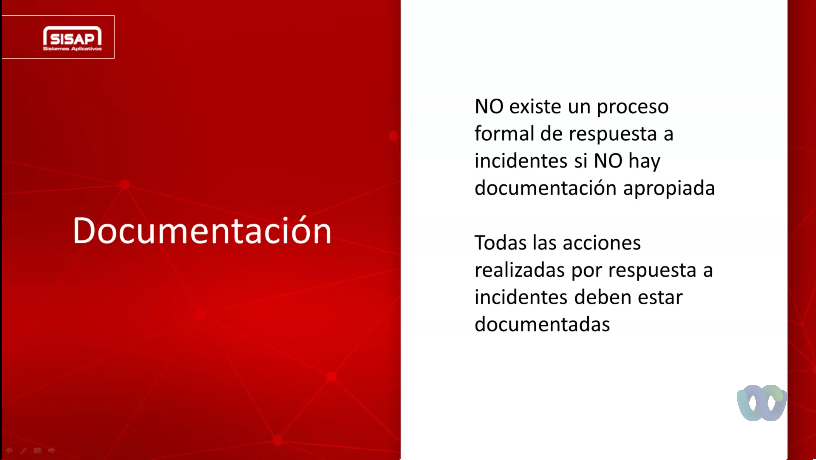 SISAP
Sistemas Aplicativos
Documentación
NO existe un proceso
formal de respuesta a
incidentes si NO hay
documentación apropiada
Todas las acciones
realizadas por respuesta a
incidentes deben estar
documentadas